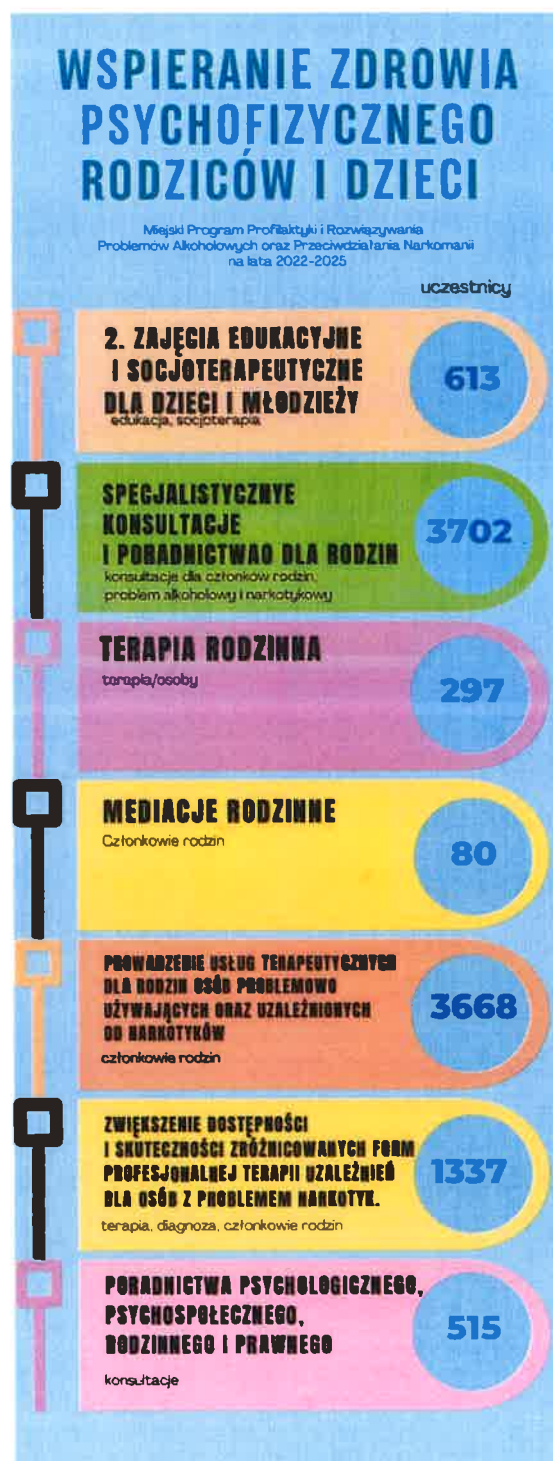 WSPIERANIE ZDROWIA
PSYCHOFIZYCZNEGO
RODZICÓW I DZIECI
Miejski Program Profilaktyki i Rozwiązywania
Problemów Alkoholowych oraz Przeciwdziałania Narkomanii
na lata 2022-2025
uczestnicy
2. ZAJĘCIA EDUKACYJNE
I SOCJOTERAPEUTYCZNE
DLA DZIECI I MŁODZIEŻY
edukacja, socjoterapia
613
SPECJALISTYCZNYE
KONSULTACJE
I PORADNICTWAO DLA RODZIN
konsultacje dla członków rodzin,
problem alkoholowy i narkotykowy
3702
TERAPIA RODZINNA
terapia/osoby
297
MEDIACJE RODZINNE
Członkowie rodzin
80
PROWADZENIE USŁUG TERAPEUTYCZNYCH
DLA RODZIN OSÓB PROBLEMOWO
UŻYWAJĄCYCH ORAZ UZALEŻNIONYCH
OD NARKOTYKÓW
członkowie rodzin
3668
ZWIĘKSZENIE DOSTĘPNOŚCI
I SKUTECZNOŚCI ZRÓŻNICOWANYCH FORM
PROFESJONALNEJ TERAPII UZALEŻNIEŃ
DLA OSÓB Z PROBLEMEM NARKOTYK.
terapia, diagnoza, członkowie rodzin
1337
PORADNICTWA PSYCHOLOGICZNEGO,
PSYCHOSPOŁECZNEGO,
RODZINNEGO I PRAWNEGO
konsultacje
515